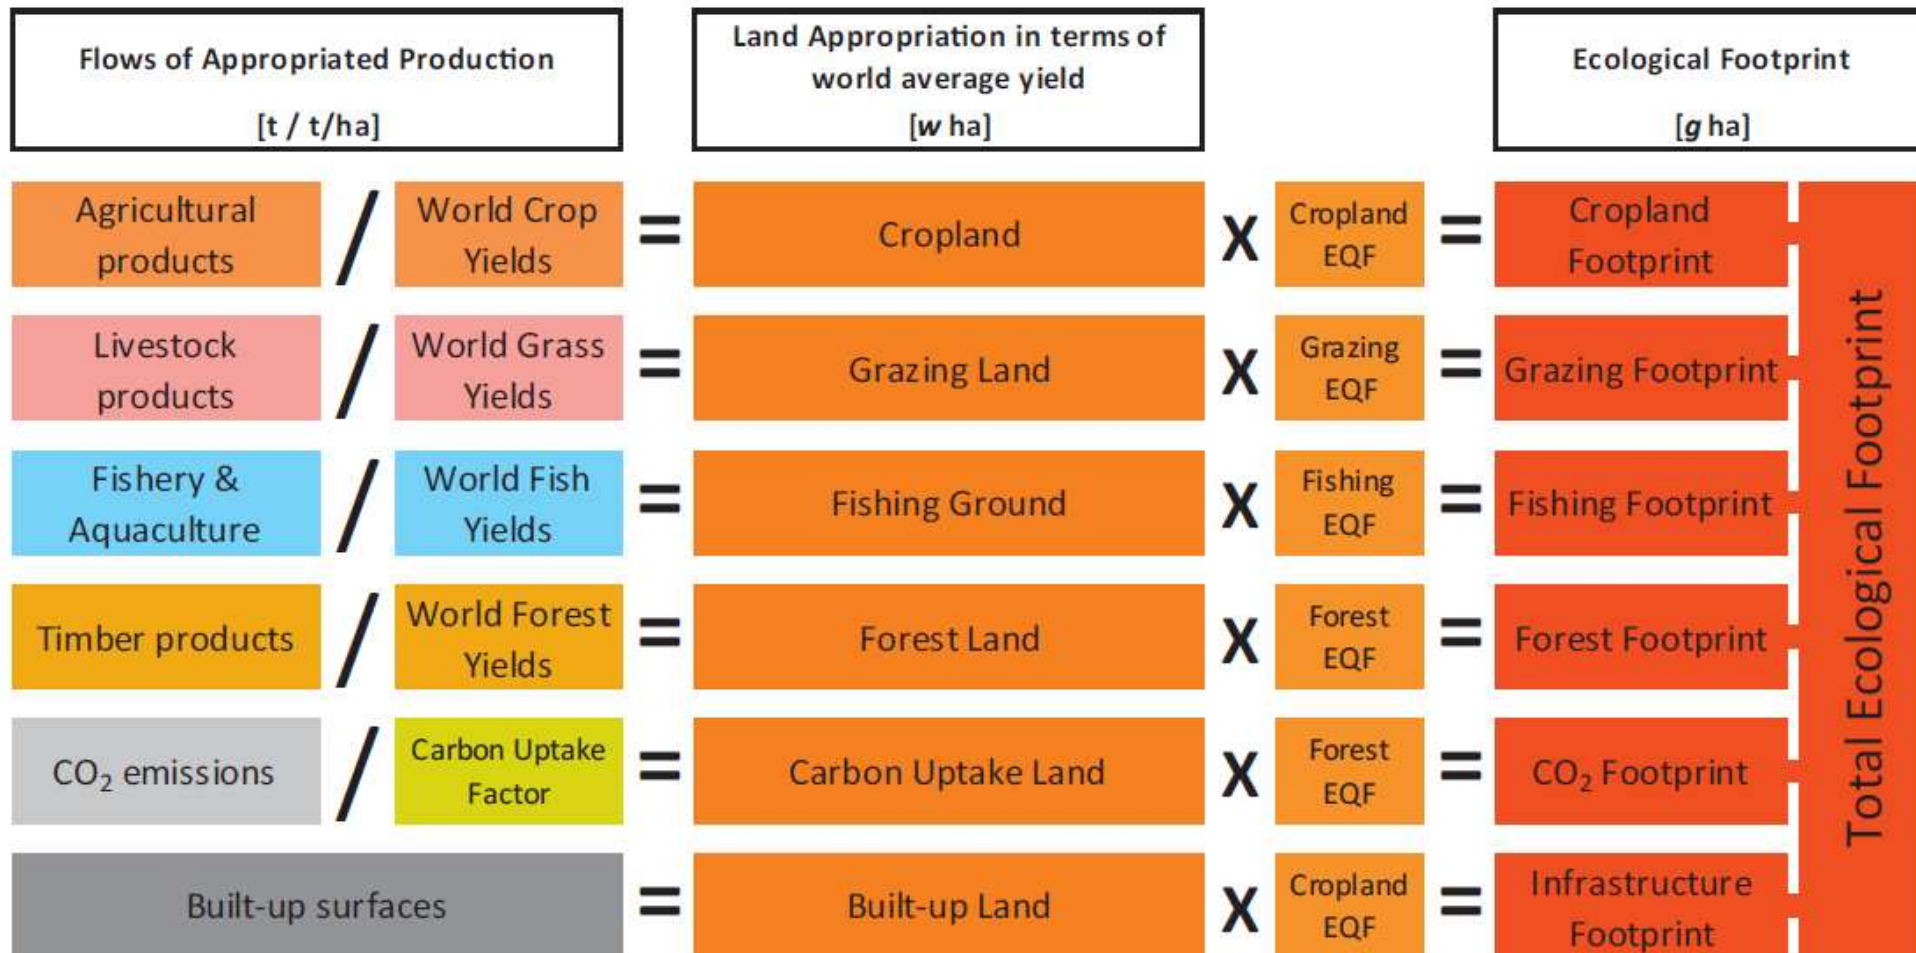 Flows of Appropriated Production
[t / t/ha]
Land Appropriation in terms of
world average yield
[w ha]
Ecological Footprint
[g ha]
Agricultural
products
/
World Crop
Yields
=
Cropland
X
Cropland
EQF
=
Cropland
Footprint
Livestock
products
/
World Grass
Yields
=
Grazing Land
X
Grazing
EQF
=
Grazing Footprint
Fishery &
Aquaculture
/
World Fish
Yields
=
Fishing Ground
X
Fishing
EQF
=
Fishing Footprint
Timber products
/
World Forest
Yields
=
Forest Land
X
Forest
EQF
=
Forest Footprint
CO₂ emissions
/
Carbon Uptake
Factor
=
Carbon Uptake Land
X
Forest
EQF
=
CO₂ Footprint
Built-up surfaces
=
Built-up Land
X
Cropland
EQF
=
Infrastructure
Footprint
Total Ecological Footprint